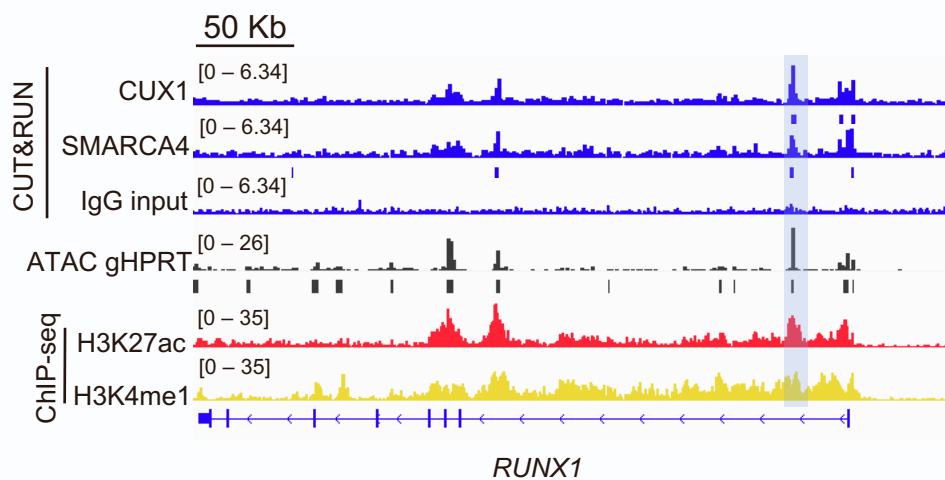 50 Kb
CUT&RUN
CUX1
[0 – 6.34]
SMARCA4
[0 – 6.34]
IgG input
[0 – 6.34]
ATAC gHPRT
[0 – 26]
ChIP-seq
H3K27ac
[0 – 35]
H3K4me1
[0 – 35]
RUNX1